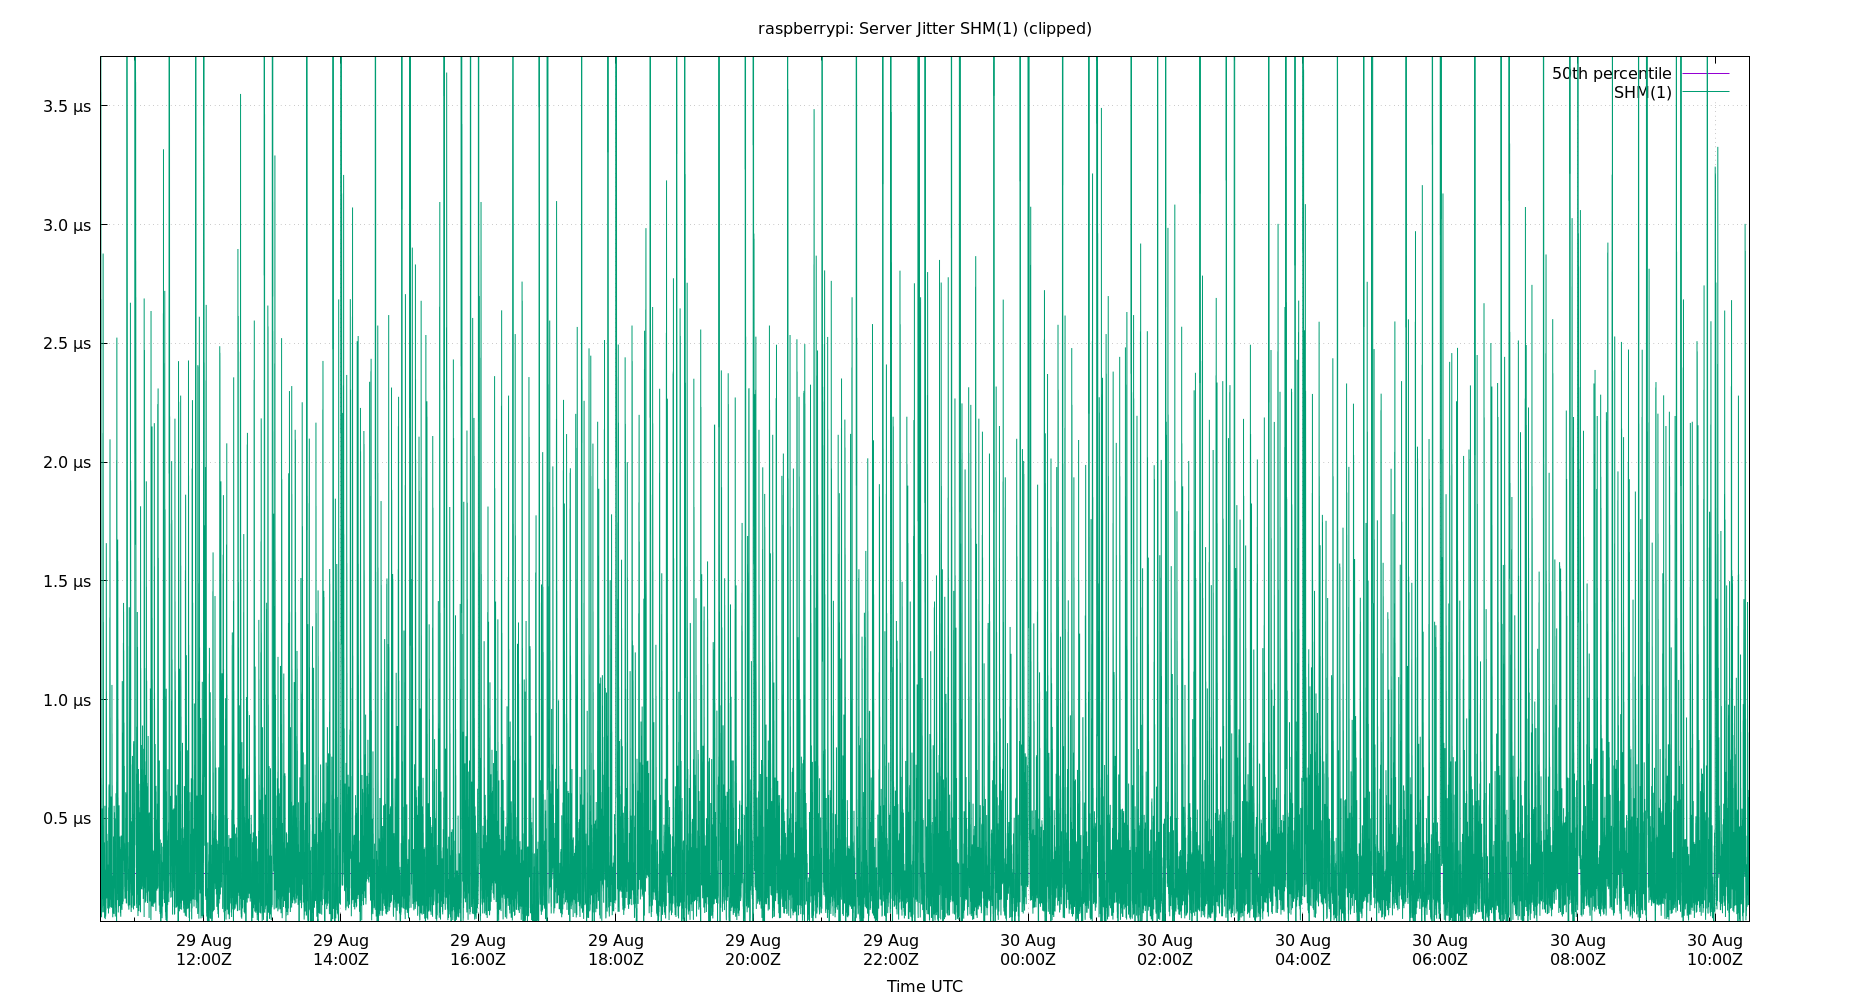 raspberrypi: Server Jitter SHM(1) (clipped)
50th percentile
SHM(1)
3.5 μs
3.0 μs
2.5 μs
2.0 μs
1.5 μs
1.0 μs
0.5 μs
29 Aug 29 Aug 29 Aug 29 Aug 29 Aug 29 Aug 30 Aug 30 Aug 30 Aug 30 Aug 30 Aug 30 Aug
12:00Z 14:00Z 16:00Z 18:00Z 20:00Z 22:00Z 00:00Z 02:00Z 04:00Z 06:00Z 08:00Z 10:00Z
Time UTC